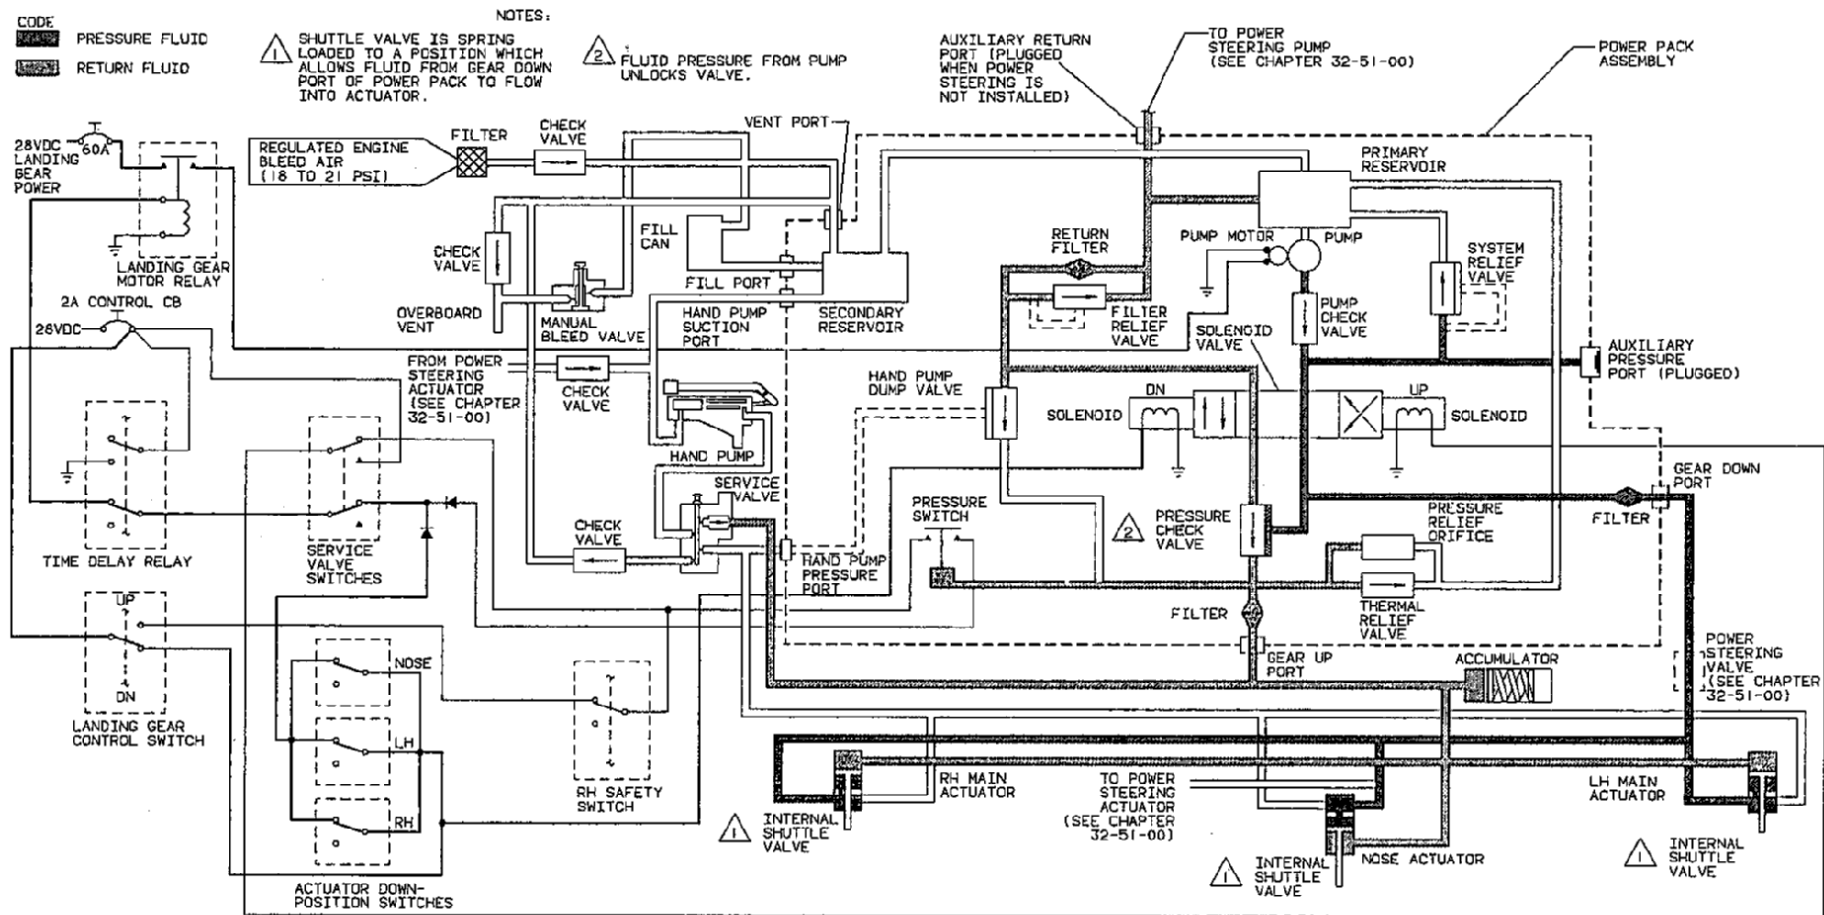 CODE
PRESSURE FLUID
RETURN FLUID
NOTES:
1
SHUTTLE VALVE IS SPRING
LOADED TO A POSITION WHICH
ALLOWS FLUID FROM GEAR DOWN
PORT OF POWER PACK TO FLOW
INTO ACTUATOR.
2
FLUID PRESSURE FROM PUMP
UNLOCKS VALVE.
AUXILIARY RETURN
PORT (PLUGGED
WHEN POWER
STEERING IS
NOT INSTALLED)
TO POWER
STEERING PUMP
(SEE CHAPTER 32-51-00)
POWER PACK
ASSEMBLY
28VDC
LANDING
GEAR
POWER
60A
REGULATED ENGINE
BLEED AIR
(18 TO 21 PSI)
FILTER
CHECK
VALVE
VENT PORT
PRIMARY
RESERVOIR
LANDING GEAR
MOTOR RELAY
CHECK
VALVE
FILL
CAN
FILL PORT
RETURN
FILTER
PUMP MOTOR
PUMP
SYSTEM
RELIEF
VALVE
2A CONTROL CB
28VDC
OVERBOARD
VENT
MANUAL
BLEED VALVE
HAND PUMP
SUCTION
PORT
SECONDARY
RESERVOIR
FILTER
RELIEF
VALVE
SOLENOID
VALVE
PUMP
CHECK
VALVE
AUXILIARY
PRESSURE
PORT (PLUGGED)
FROM POWER
STEERING
ACTUATOR
(SEE CHAPTER
32-51-00)
CHECK
VALVE
HAND PUMP
DUMP VALVE
SOLENOID
DN
UP
SOLENOID
HAND PUMP
SERVICE
VALVE
PRESSURE
SWITCH
2
PRESSURE
CHECK
VALVE
GEAR DOWN
PORT
FILTER
PRESSURE
RELIEF
ORIFICE
TIME DELAY RELAY
SERVICE
VALVE
SWITCHES
CHECK
VALVE
HAND PUMP
PRESSURE
PORT
FILTER
THERMAL
RELIEF
VALVE
UP
DN
LANDING GEAR
CONTROL SWITCH
NOSE
LH
RH
ACTUATOR DOWN-
POSITION SWITCHES
RH SAFETY
SWITCH
GEAR UP
PORT
ACCUMULATOR
POWER
STEERING
VALVE
(SEE CHAPTER
32-51-00)
RH MAIN
ACTUATOR
TO POWER
STEERING
ACTUATOR
(SEE CHAPTER
32-51-00)
LH MAIN
ACTUATOR
1
INTERNAL
SHUTTLE
VALVE
1
INTERNAL
SHUTTLE
VALVE
NOSE ACTUATOR
1
INTERNAL
SHUTTLE
VALVE